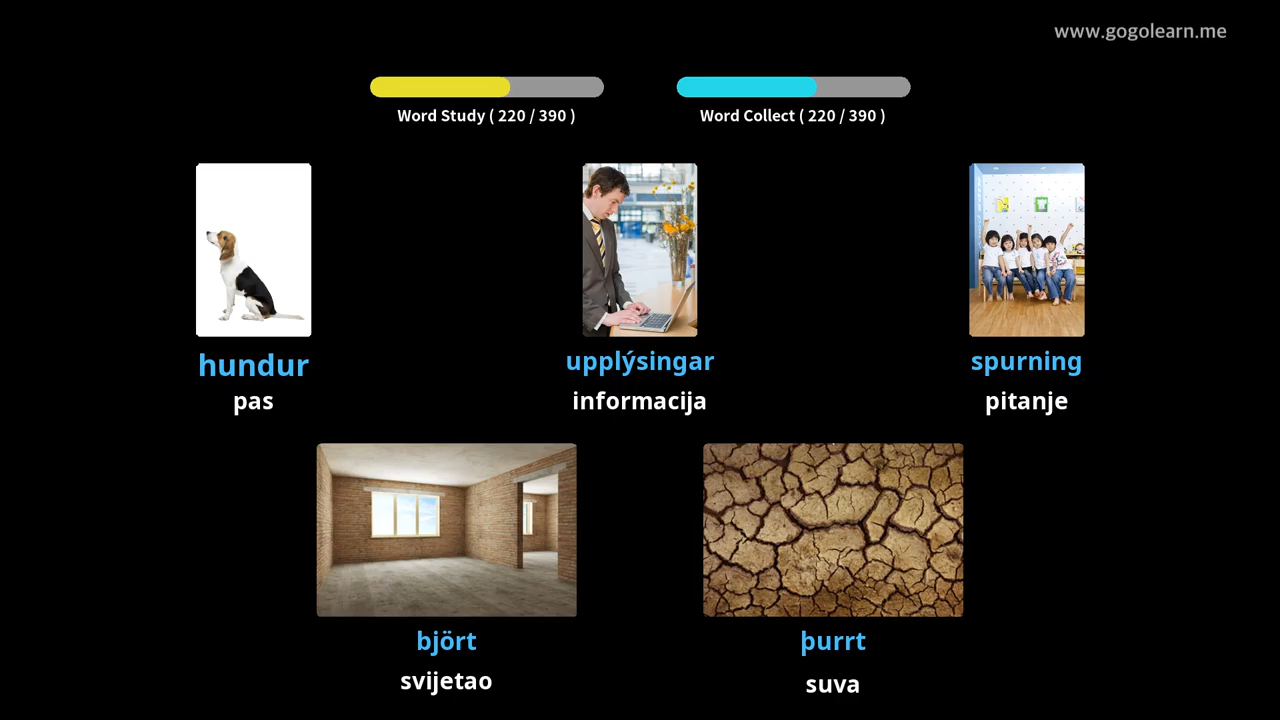 www.gogolearn.me
Word Study ( 220 / 390 )
Word Collect ( 220 / 390 )
hundur
upplýsingar
spurning
pas
informacija
pitanje
björt
þurrt
svijetao
suva